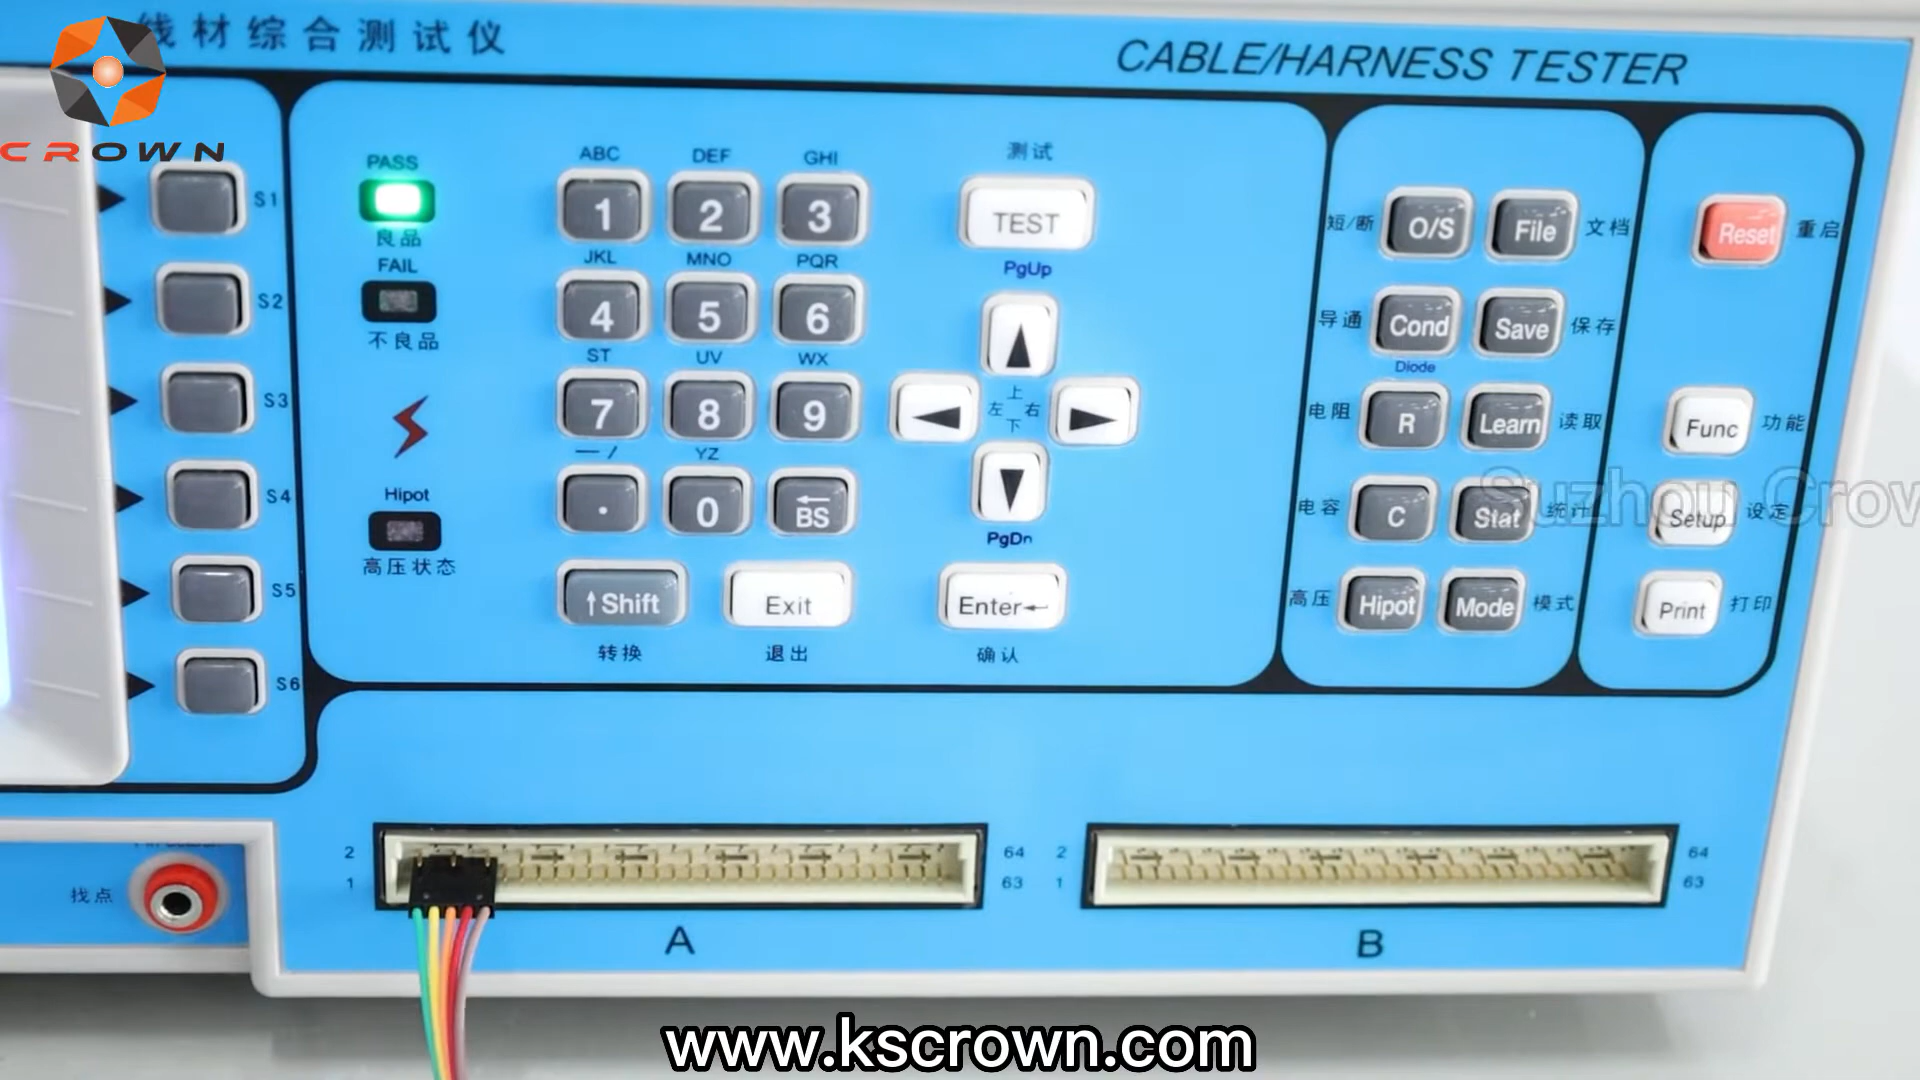 线材综合测试仪
CABLE/HARNESS TESTER
CROWN
PASS
良品
FAIL
不良品
Hipot
高压状态
S1
S2
S3
S4
S5
S6
ABC DEF GHI
1 2 3
JKL MNO PQR
4 5 6
ST UV WX
7 8 9
— / YZ
. 0 BS
↑Shift Exit Enter
转换 退出 确认
测试
TEST
PgUp
上
左 右
下
PgDn
短/断 O/S File 文档
导通 Cond Save 保存
Diode
电阻 R Learn 读取
电容 C Stat 统计
高压 Hipot Mode 模式
Reset 重启
Func 功能
Setup 设定
Print 打印
Suzhou Crow
找点
2 64
1 63
A
2 64
1 63
B
www.kscrown.com